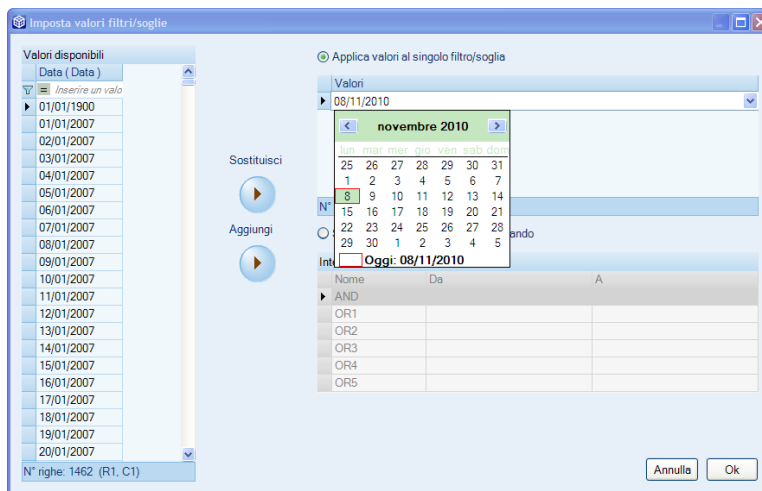 Imposta valori filtri/soglie
Valori disponibili
Data ( Data )
= Inserire un valo
01/01/1900
01/01/2007
02/01/2007
03/01/2007
04/01/2007
05/01/2007
06/01/2007
07/01/2007
08/01/2007
09/01/2007
10/01/2007
11/01/2007
12/01/2007
13/01/2007
14/01/2007
15/01/2007
16/01/2007
17/01/2007
18/01/2007
19/01/2007
20/01/2007
N° righe: 1462 (R1, C1)
Sostituisci
Aggiungi
Applica valori al singolo filtro/soglia
Valori
08/11/2010
novembre 2010
lun mar mer gio ven sab dom
25 26 27 28 29 30 31
1 2 3 4 5 6 7
8 9 10 11 12 13 14
15 16 17 18 19 20 21
22 23 24 25 26 27 28
29 30 1 2 3 4 5
Oggi: 08/11/2010
N°
ando
Inte
Nome Da A
AND
OR1
OR2
OR3
OR4
OR5
Annulla Ok